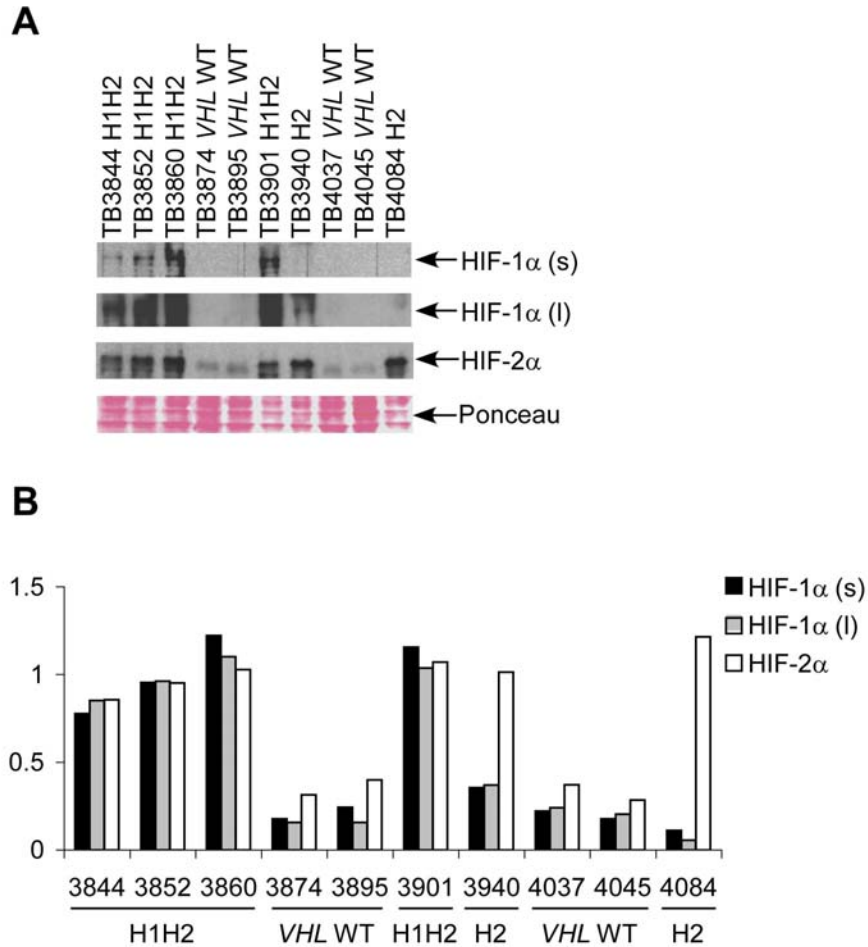 A
TB3844 H1H2
TB3852 H1H2
TB3860 H1H2
TB3874 VHL WT
TB3895 VHL WT
TB3901 H1H2
TB3940 H2
TB4037 VHL WT
TB4045 VHL WT
TB4084 H2
HIF-1α (s)
HIF-1α (l)
HIF-2α
Ponceau
B
1.5
1
0.5
0
HIF-1α (s)
HIF-1α (l)
HIF-2α
3844 3852 3860 3874 3895 3901 3940 4037 4045 4084
H1H2 VHL WT H1H2 H2 VHL WT H2